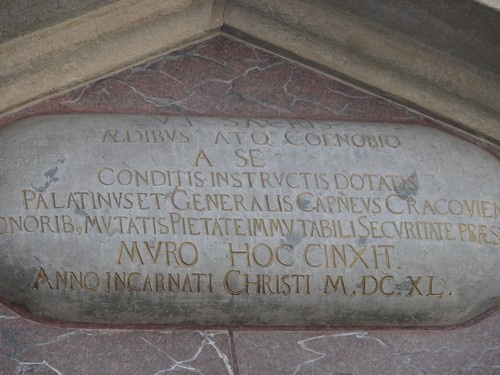 ÆDIBVS ATQ COENOBIO
A SE
CONDITIS INSTRVCTIS DOTATIS
PALATINVS ET GENERALIS CAPNEVS CRACOVIEN
ONORIB, MVTATIS PIETATE IMMVTABILI SECVRITATE PRÆS
MVRO HOC CINXIT.
ANNO INCARNATI CHRISTI M.DC.XL.